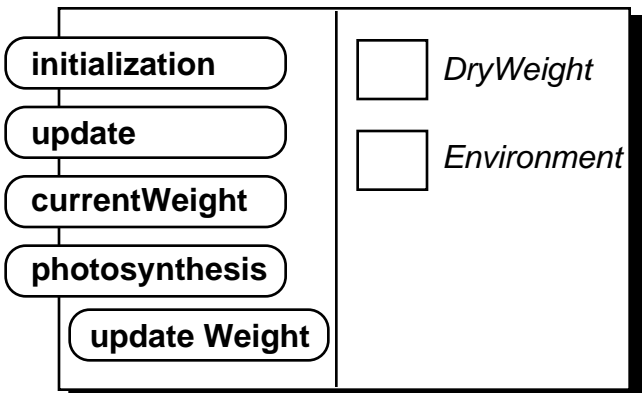 initialization
update
currentWeight
photosynthesis
update Weight
DryWeight
Environment